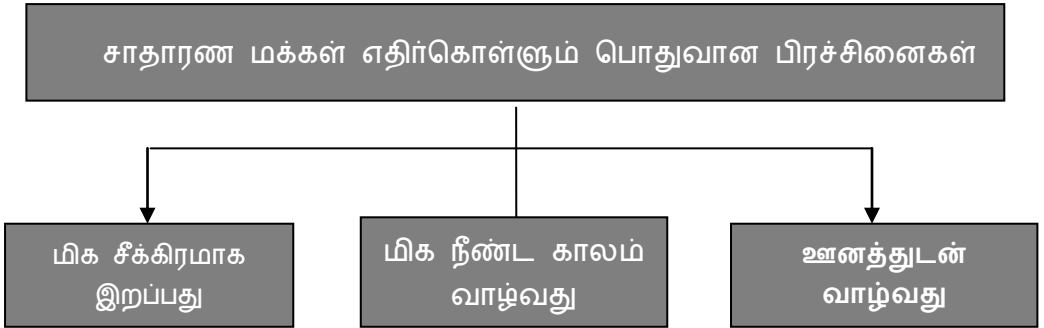 சாதாரண மக்கள் எதிர்கொள்ளும் பொதுவான பிரச்சினைகள்
மிக சீக்கிரமாக
இறப்பது
மிக நீண்ட காலம்
வாழ்வது
ஊனத்துடன்
வாழ்வது